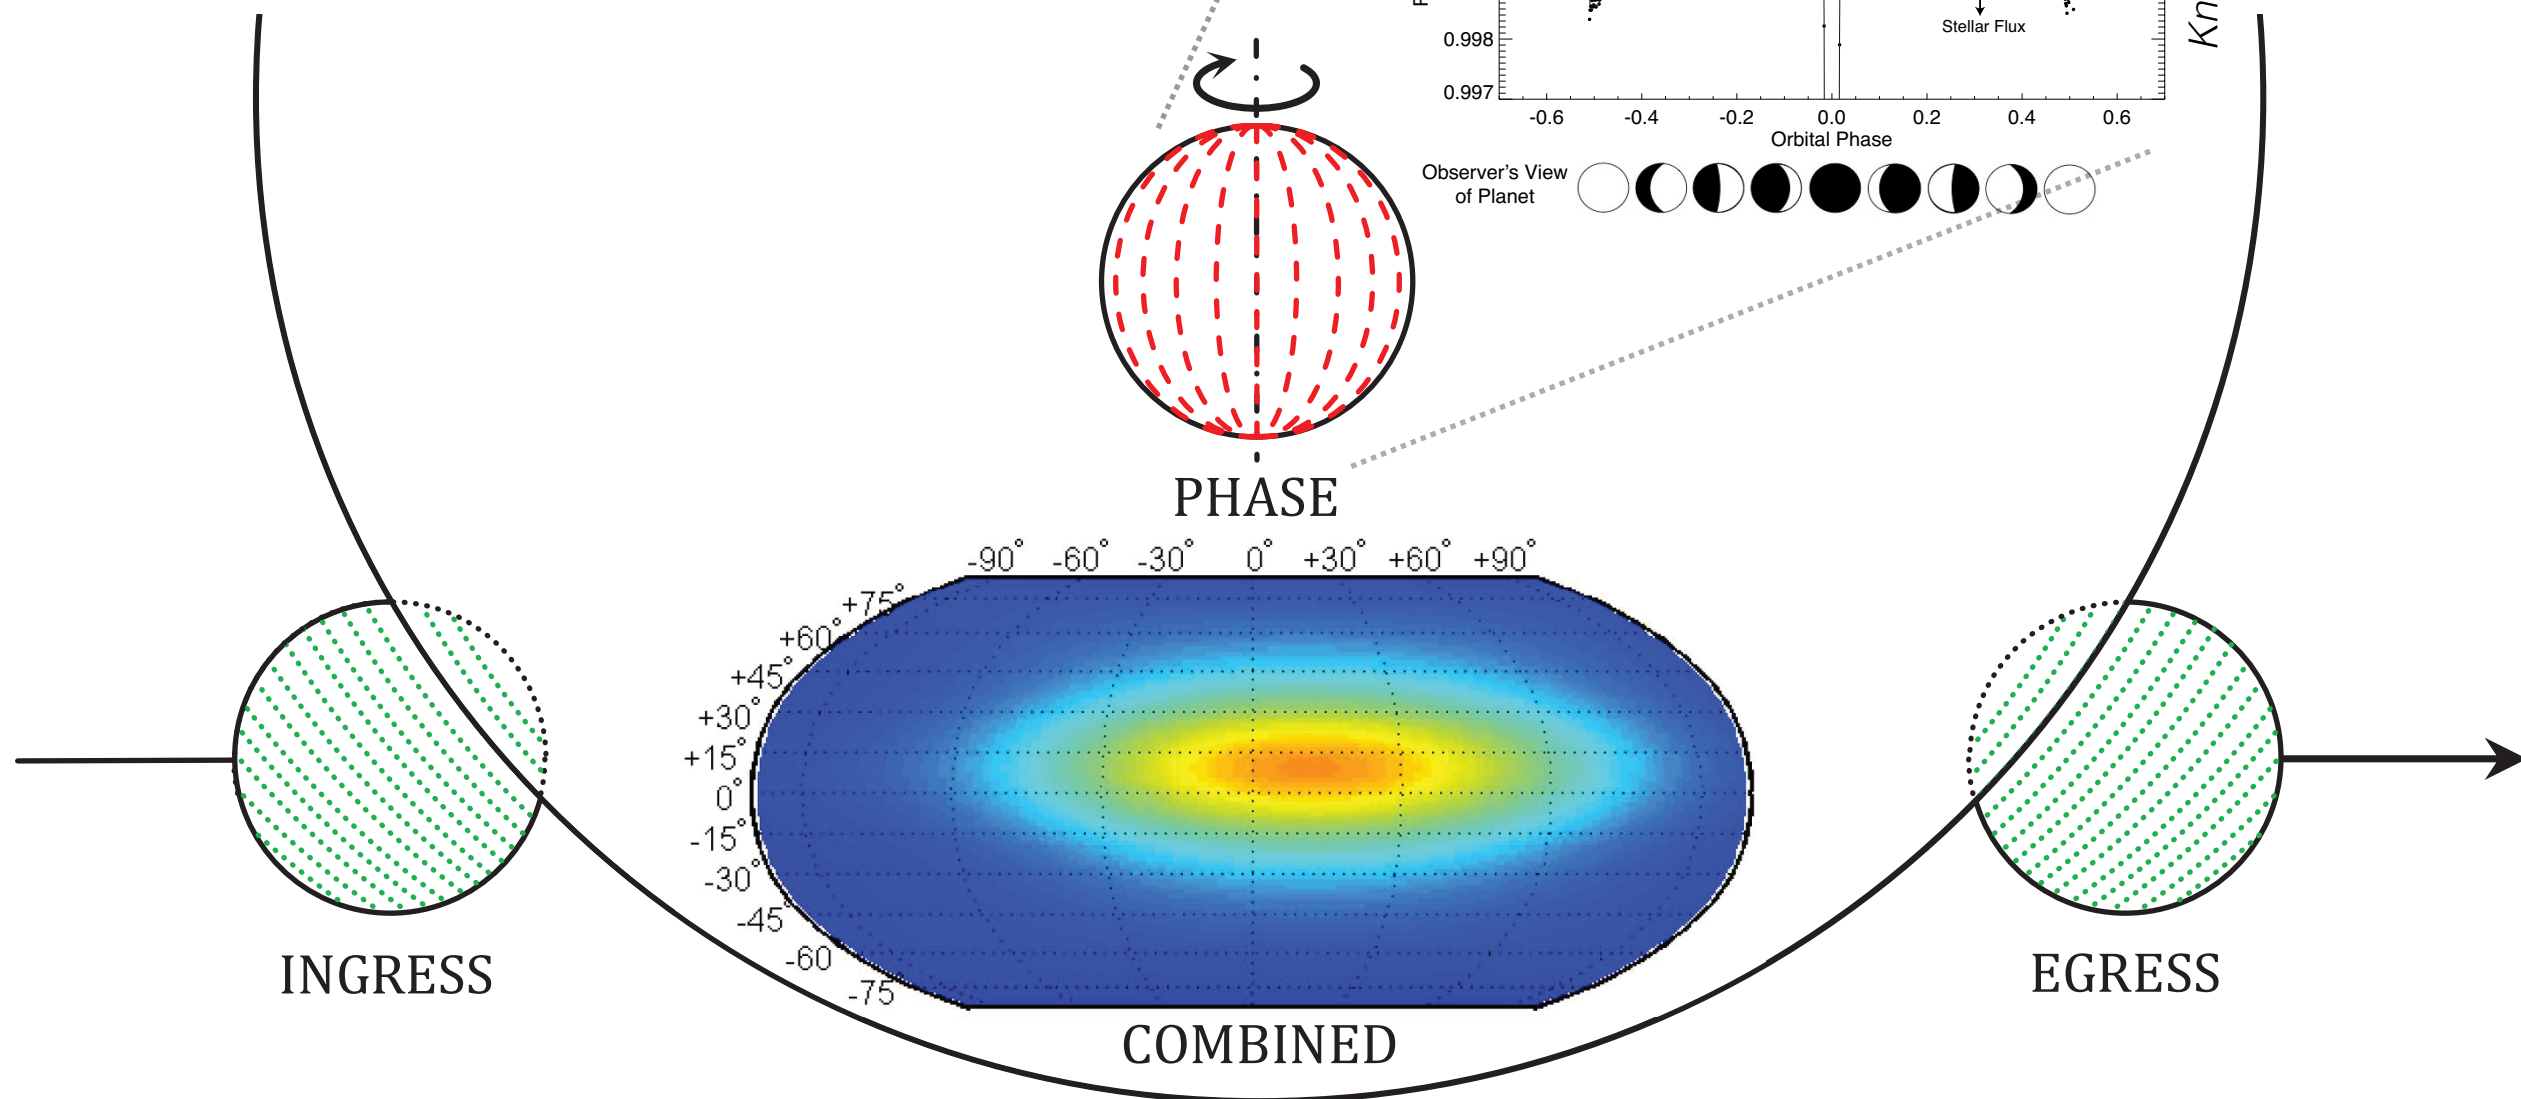 Stellar Flux
0.998
0.997
-0.6 -0.4 -0.2 0.0 0.2 0.4 0.6
Orbital Phase
Observer's View
of Planet
PHASE
-90° -60° -30° 0° +30° +60° +90°
+75°
+60°
+45°
+30°
+15°
0°
-15°
-30°
-45°
-60
-75
INGRESS
EGRESS
COMBINED